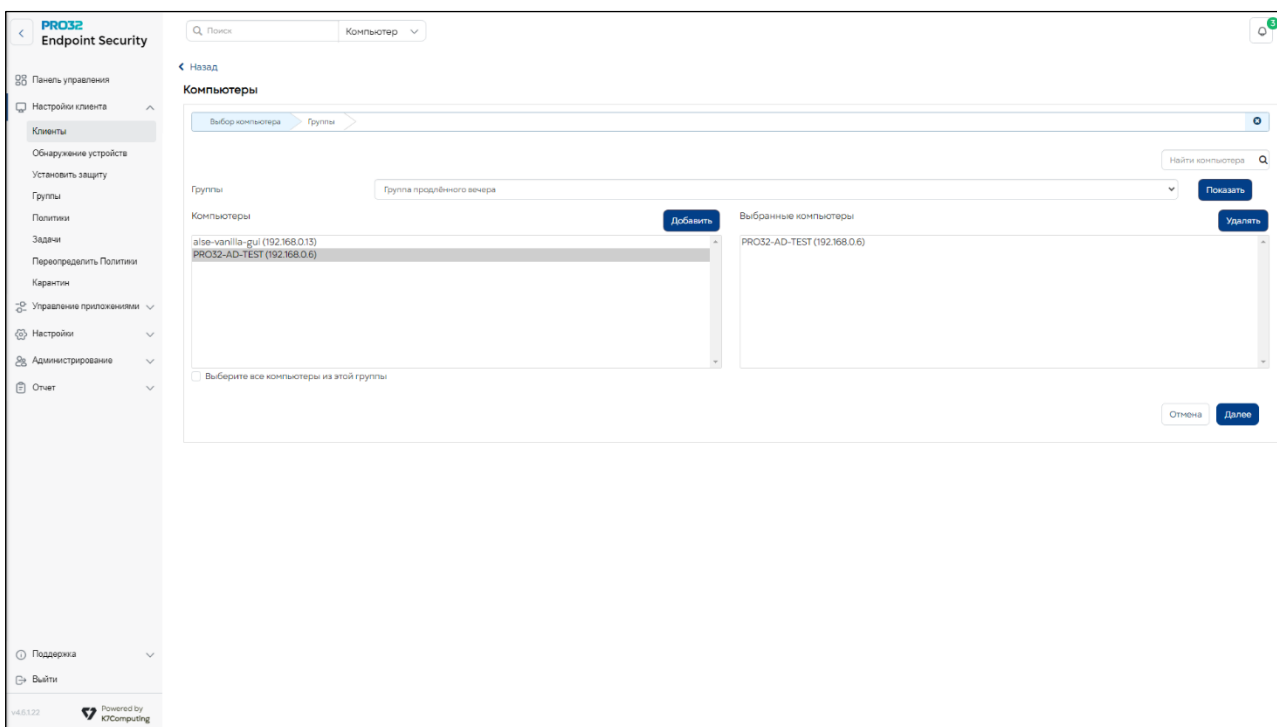 PRO32
Endpoint Security
Поиск
Компьютер
3
Назад
Компьютеры
Панель управления
Настройки клиента
Клиенты
Обнаружение устройств
Установить защиту
Группы
Политики
Задачи
Переопределить Политики
Карантин
Управление приложениями
Настройки
Администрирование
Отчет
Выбор компьютера
Группы
Найти компьютера
Группы
Группа продлённого вечера
Показать
Компьютеры
Добавить
Выбранные компьютеры
Удалять
alse-vanilla-gui (192.168.0.13)
PRO32-AD-TEST (192.168.0.6)
PRO32-AD-TEST (192.168.0.6)
Выберите все компьютеры из этой группы
Отмена
Далее
Поддержка
Выйти
Powered by
K7Computing